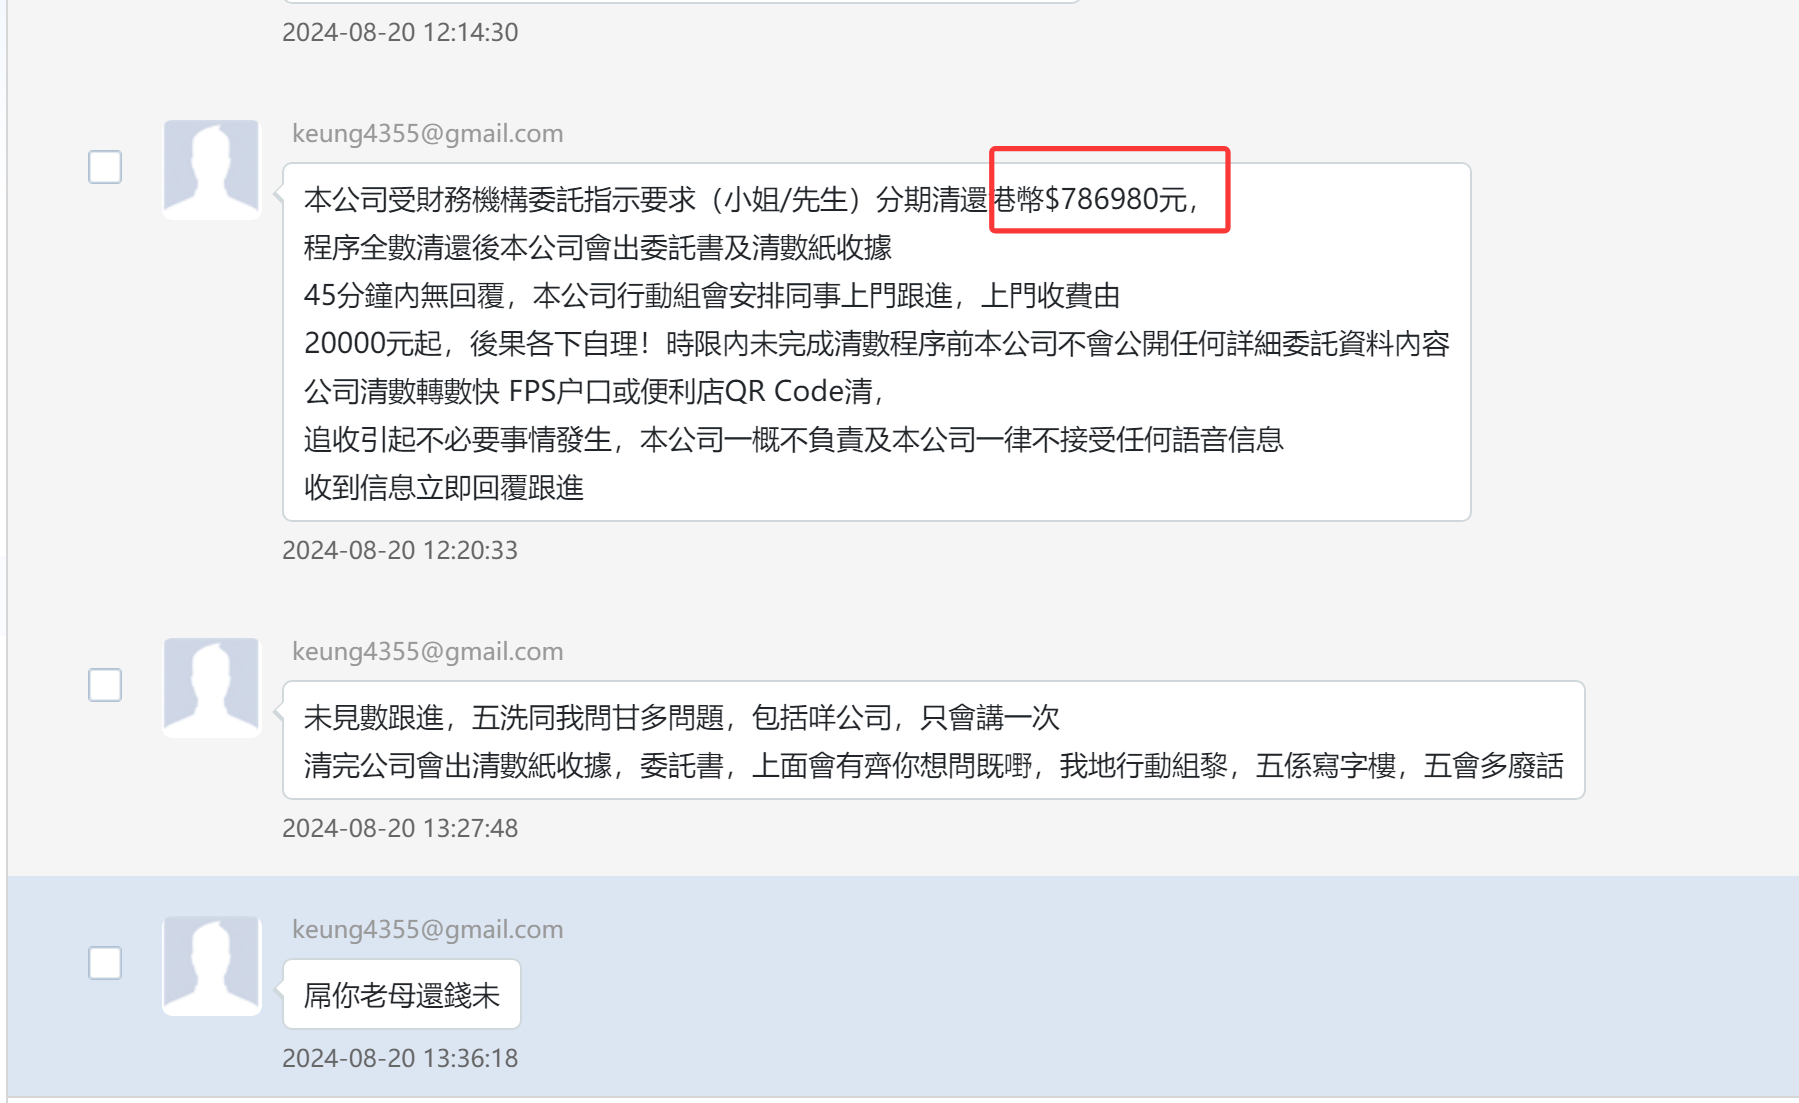 2024-08-20 12:14:30
keung4355@gmail.com
本公司受財務機構委託指示要求（小姐/先生）分期清還港幣$786980元，
程序全數清還後本公司會出委託書及清數紙收據
45分鐘內無回覆，本公司行動組會安排同事上門跟進，上門收費由
20000元起，後果各下自理！時限內未完成清數程序前本公司不會公開任何詳細委託資料內容
公司清數轉數快 FPS户口或便利店QR Code清，
追收引起不必要事情發生，本公司一概不負責及本公司一律不接受任何語音信息
收到信息立即回覆跟進
2024-08-20 12:20:33
keung4355@gmail.com
未見數跟進，五洗同我問甘多問題，包括咩公司，只會講一次
清完公司會出清數紙收據，委託書，上面會有齊你想問既嘢，我地行動組黎，五係寫字樓，五會多廢話
2024-08-20 13:27:48
keung4355@gmail.com
屌你老母還錢未
2024-08-20 13:36:18